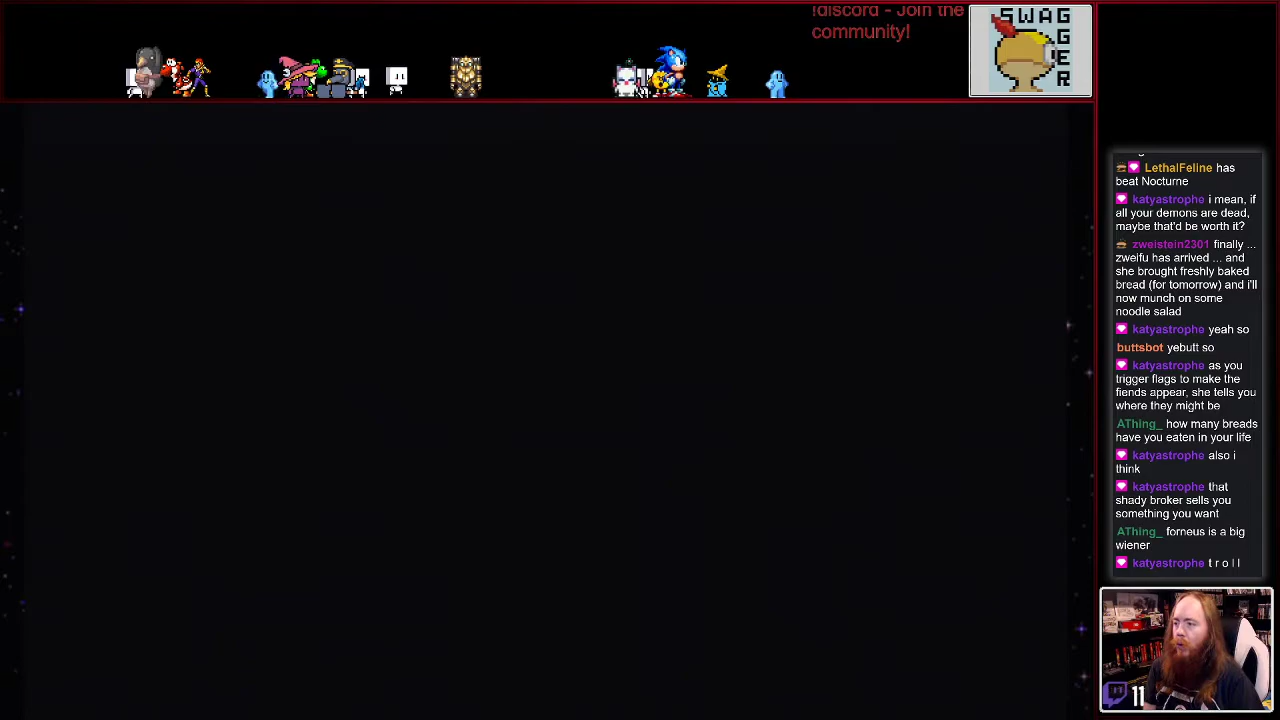 !discord - Join the
community!
SWAG
G
E
R
LethalFeline has
beat Nocturne
katyastrophe i mean, if
all your demons are dead,
maybe that'd be worth it?
zweistein2301 finally ...
zweifu has arrived ... and
she brought freshly baked
bread (for tomorrow) and i'll
now munch on some
noodle salad
katyastrophe yeah so
buttsbot yebutt so
katyastrophe as you
trigger flags to make the
fiends appear, she tells you
where they might be
AThing_ how many breads
have you eaten in your life
katyastrophe also i
think
katyastrophe that
shady broker sells you
something you want
AThing_ forneus is a big
wiener
katyastrophe t r o l l
11